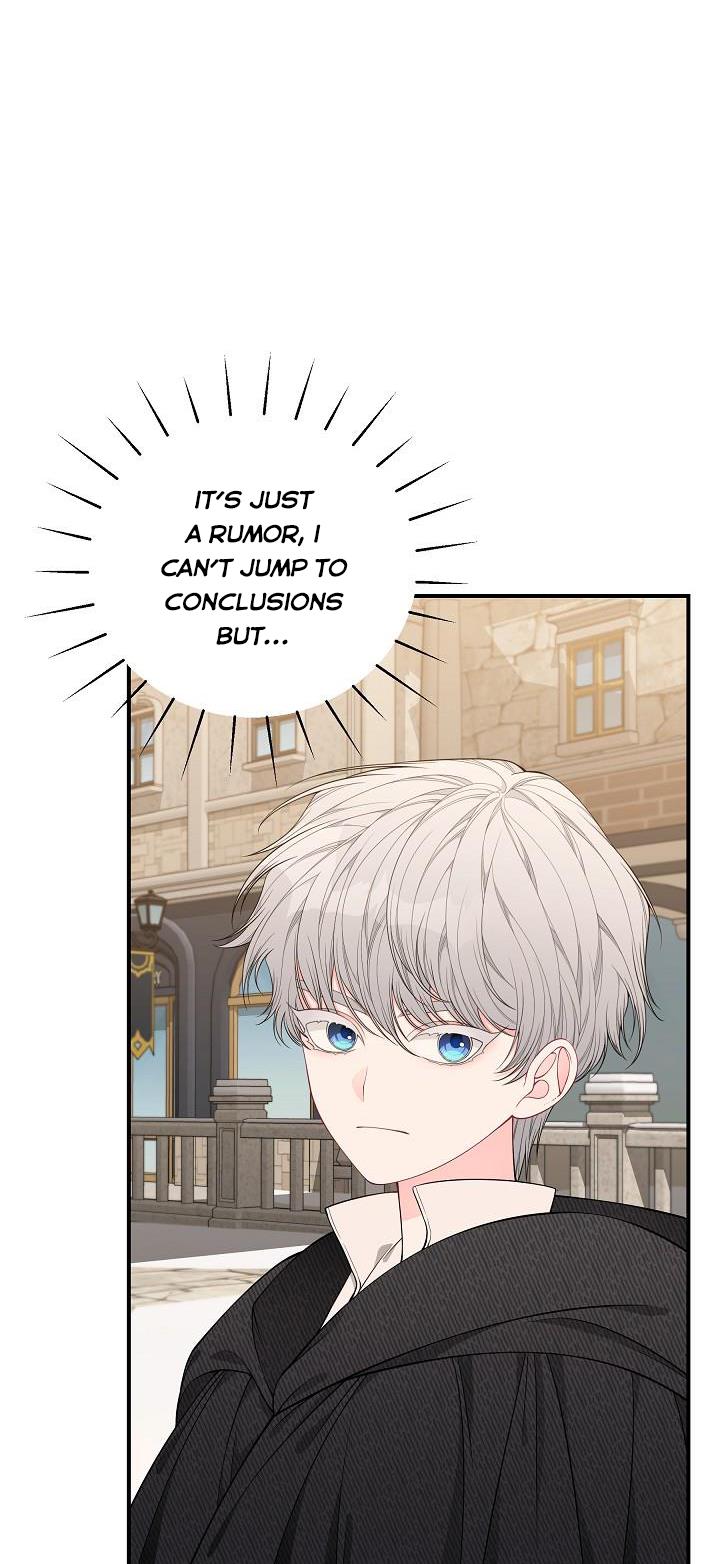 IT'S JUST
A RUMOR, I
CAN'T JUMP TO
CONCLUSIONS
BUT...